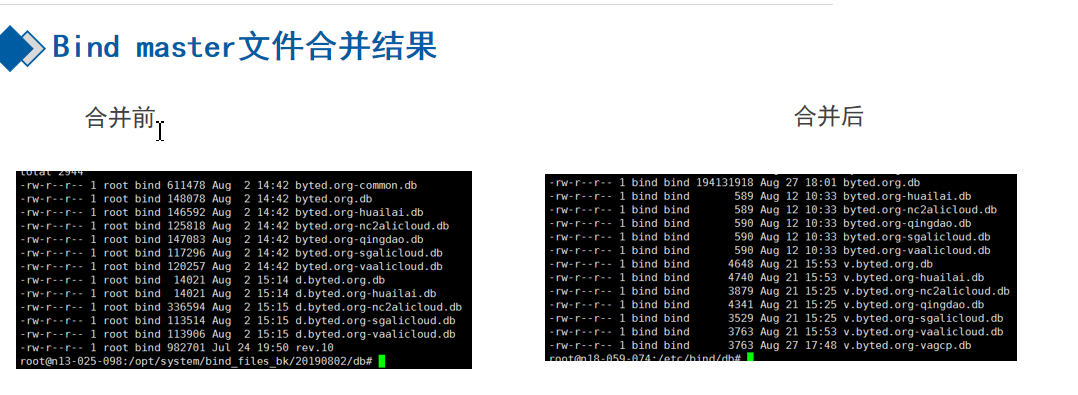 Bind master文件合并结果
合并前
合并后
total 2944
-rw-r--r-- 1 root bind 611478 Aug  2 14:42 byted.org-common.db
-rw-r--r-- 1 root bind 148078 Aug  2 14:42 byted.org.db
-rw-r--r-- 1 root bind 146592 Aug  2 14:42 byted.org-huailai.db
-rw-r--r-- 1 root bind 125818 Aug  2 14:42 byted.org-nc2alicloud.db
-rw-r--r-- 1 root bind 147083 Aug  2 14:42 byted.org-qingdao.db
-rw-r--r-- 1 root bind 117296 Aug  2 14:42 byted.org-sgalicloud.db
-rw-r--r-- 1 root bind 120257 Aug  2 14:42 byted.org-vaalicloud.db
-rw-r--r-- 1 root bind  14021 Aug  2 15:14 d.byted.org.db
-rw-r--r-- 1 root bind  14021 Aug  2 15:14 d.byted.org-huailai.db
-rw-r--r-- 1 root bind 336594 Aug  2 15:15 d.byted.org-nc2alicloud.db
-rw-r--r-- 1 root bind 113514 Aug  2 15:15 d.byted.org-sgalicloud.db
-rw-r--r-- 1 root bind 113906 Aug  2 15:15 d.byted.org-vaalicloud.db
-rw-r--r-- 1 root bind 982701 Jul 24 19:50 rev.10
root@n13-025-098:/opt/system/bind_files_bk/20190802/db#
-rw-r--r-- 1 bind bind 194131918 Aug 27 18:01 byted.org.db
-rw-r--r-- 1 bind bind       589 Aug 12 10:33 byted.org-huailai.db
-rw-r--r-- 1 bind bind       589 Aug 12 10:33 byted.org-nc2alicloud.db
-rw-r--r-- 1 bind bind       590 Aug 12 10:33 byted.org-qingdao.db
-rw-r--r-- 1 bind bind       590 Aug 12 10:33 byted.org-sgalicloud.db
-rw-r--r-- 1 bind bind       590 Aug 12 10:33 byted.org-vaalicloud.db
-rw-r--r-- 1 bind bind      4648 Aug 21 15:53 v.byted.org.db
-rw-r--r-- 1 bind bind      4740 Aug 21 15:53 v.byted.org-huailai.db
-rw-r--r-- 1 bind bind      3879 Aug 21 15:25 v.byted.org-nc2alicloud.db
-rw-r--r-- 1 bind bind      4341 Aug 21 15:25 v.byted.org-qingdao.db
-rw-r--r-- 1 bind bind      3529 Aug 21 15:25 v.byted.org-sgalicloud.db
-rw-r--r-- 1 bind bind      3763 Aug 21 15:53 v.byted.org-vaalicloud.db
-rw-r--r-- 1 bind bind      3763 Aug 27 17:48 v.byted.org-vagcp.db
root@n18-059-074:/etc/bind/db#